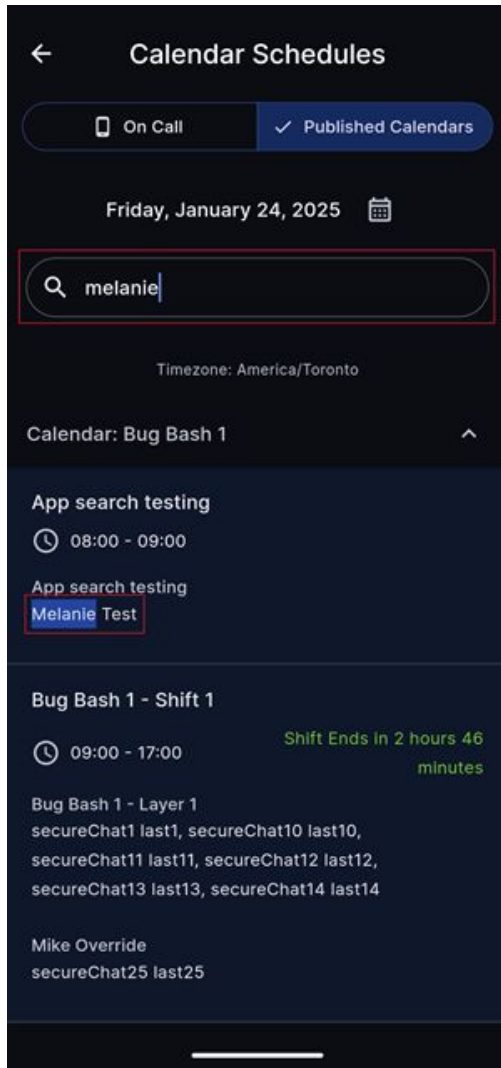 Calendar Schedules
On Call
Published Calendars
Friday, January 24, 2025
melanie
Timezone: America/Toronto
Calendar: Bug Bash 1
App search testing
08:00 - 09:00
App search testing
Melanie Test
Bug Bash 1 - Shift 1
09:00 - 17:00
Shift Ends in 2 hours 46
minutes
Bug Bash 1 - Layer 1
secureChat1 last1, secureChat10 last10,
secureChat11 last11, secureChat12 last12,
secureChat13 last13, secureChat14 last14
Mike Override
secureChat25 last25